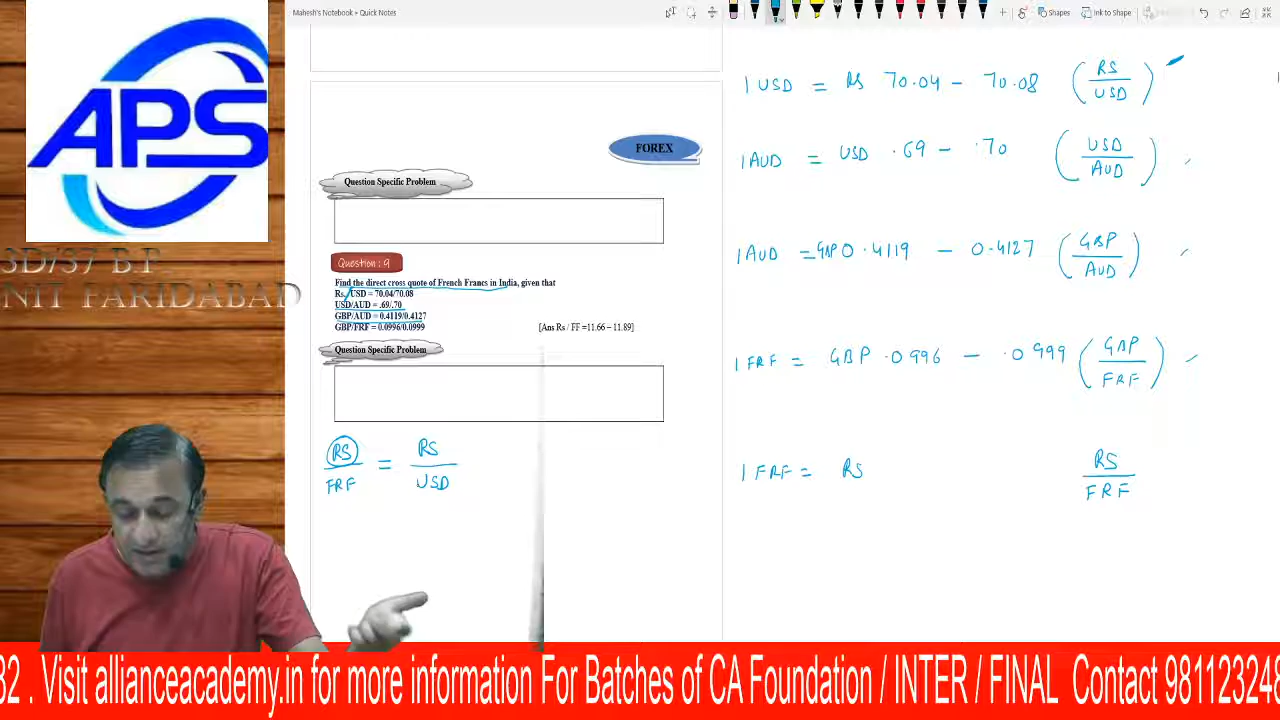 Mahesh's Notebook • Quick Notes
Shapes
Ink to Shape
APS
3D/37 B.P.
NIT FARIDABAD
FOREX
Question Specific Problem
Question : 9
Find the direct cross quote of French Francs in India, given that
Rs. /USD = 70.04/70.08
USD/AUD = .69/.70
GBP/AUD = 0.4119/0.4127
GBP/FRF = 0.0996/0.0999
[Ans Rs / FF =11.66 – 11.89]
Question Specific Problem
RS/FRF = RS/USD
1 USD = RS 70.04 - 70.08 (RS/USD)
1 AUD = USD .69 - .70 (USD/AUD)
1 AUD = GBP 0.4119 - 0.4127 (GBP/AUD)
1 FRF = GBP .0996 - .0999 (GBP/FRF)
1 FRF = RS RS/FRF
32 . Visit allianceacademy.in for more information For Batches of CA Foundation / INTER / FINAL Contact 981123248